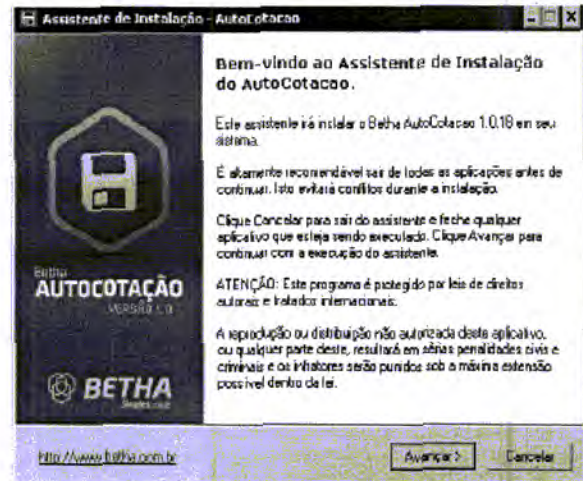 Assistente de Instalação - AutoCotacao
Bem-vindo ao Assistente de Instalação
do AutoCotacao.
Este assistente irá instalar o Betha AutoCotacao 1.0.18 em seu
sistema.
É altamente recomendável sair de todas as aplicações antes de
continuar. Isto evitará conflitos durante a instalação.
Clique Cancelar para sair do assistente e feche qualquer
aplicativo que esteja sendo executado. Clique Avançar para
continuar com a execução do assistente.
ATENÇÃO: Este programa é protegido por leis de direitos
autorais e tratados internacionais.
A reprodução ou distribuição não autorizada deste aplicativo,
ou qualquer parte deste, resultará em sérias penalidades civis e
criminais e os infratores serão punidos sob a máxima extensão
possível dentro da lei.
Betha
AUTOCOTAÇÃO
VERSÃO 1.0
BETHA
http://www.betha.com.br
Avançar >
Cancelar